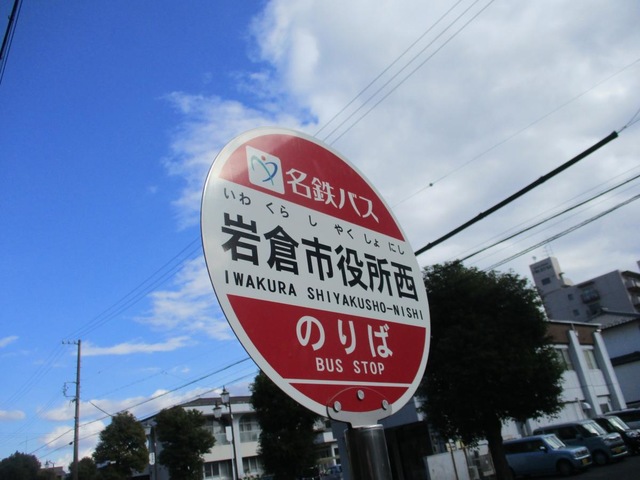 名鉄バス
いわ くら し やく しょ にし
岩倉市役所西
IWAKURA SHIYAKUSHO-NISHI
のりば
BUS STOP